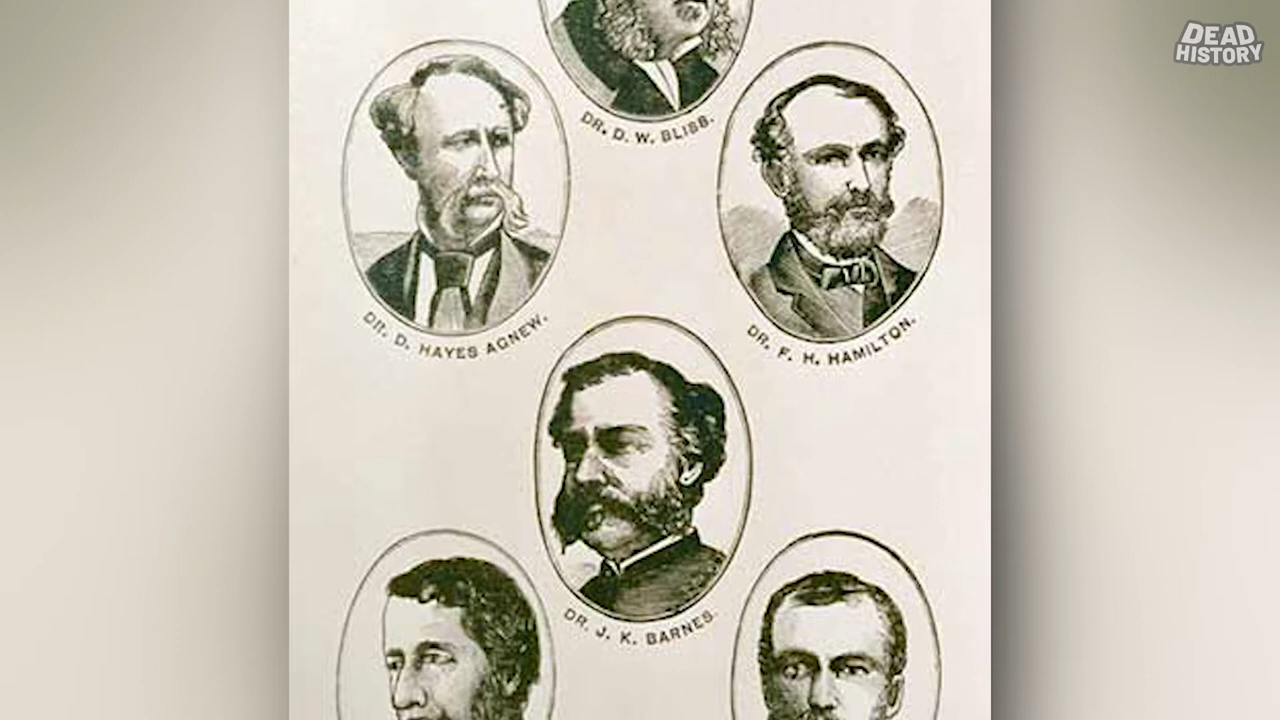 DEAD
HISTORY
DR. D. W. BLISS.
DR. D. HAYES AGNEW.
DR. F. H. HAMILTON.
DR. J. K. BARNES.